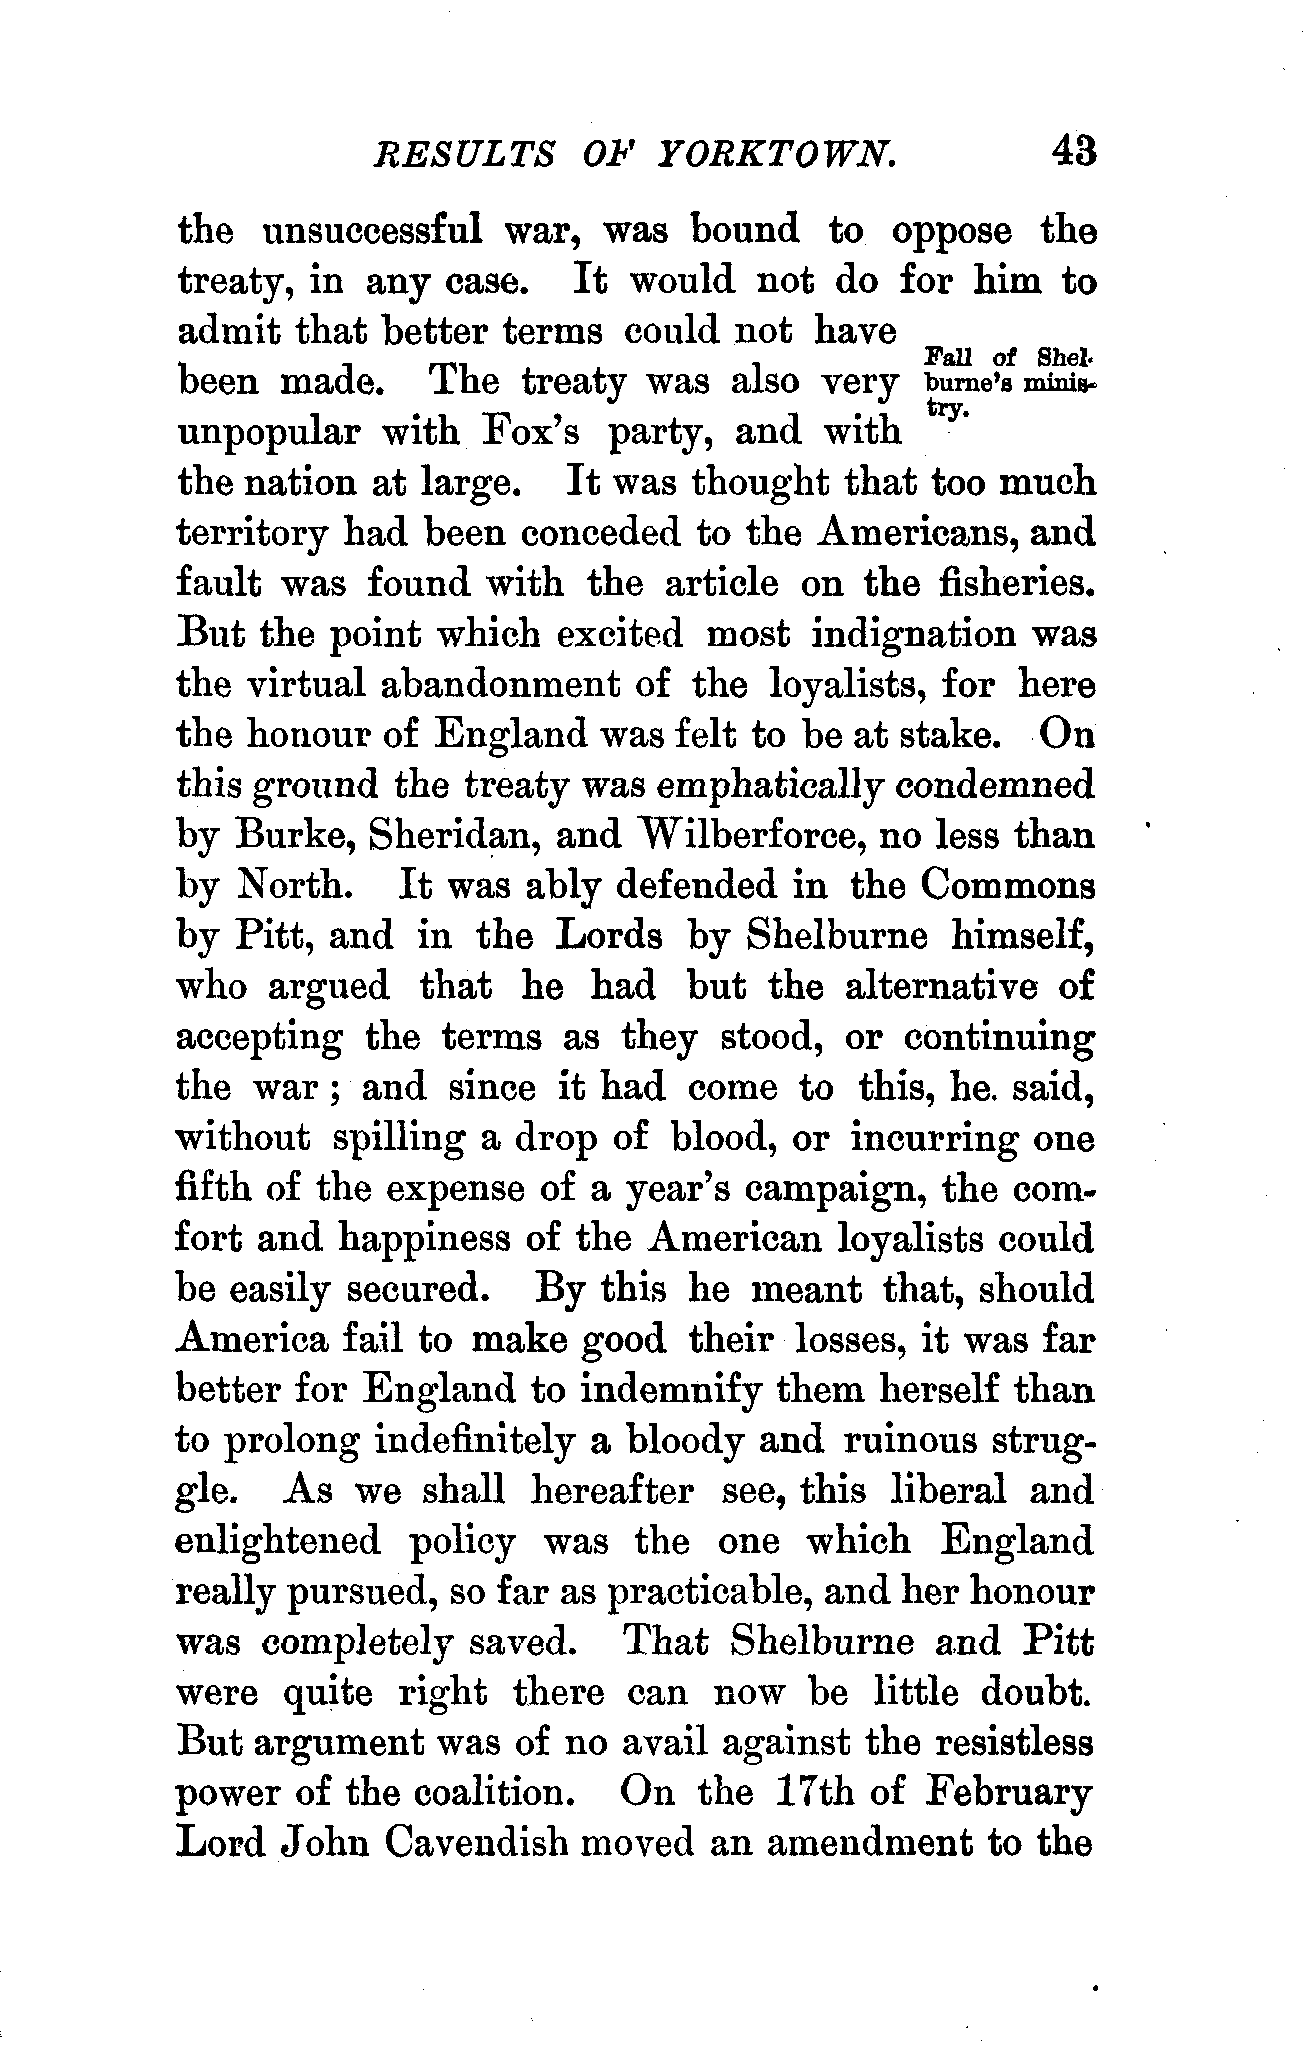 RESULTS OF YORKTOWN. 43
the unsuccessful war, was bound to oppose the
treaty, in any case. It would not do for him to
admit that better terms could not have
been made. The treaty was also very
unpopular with Fox's party, and with
Fall of Shel-
burne's minis-
try.
the nation at large. It was thought that too much
territory had been conceded to the Americans, and
fault was found with the article on the fisheries.
But the point which excited most indignation was
the virtual abandonment of the loyalists, for here
the honour of England was felt to be at stake. On
this ground the treaty was emphatically condemned
by Burke, Sheridan, and Wilberforce, no less than
by North. It was ably defended in the Commons
by Pitt, and in the Lords by Shelburne himself,
who argued that he had but the alternative of
accepting the terms as they stood, or continuing
the war; and since it had come to this, he. said,
without spilling a drop of blood, or incurring one
fifth of the expense of a year's campaign, the com-
fort and happiness of the American loyalists could
be easily secured. By this he meant that, should
America fail to make good their losses, it was far
better for England to indemnify them herself than
to prolong indefinitely a bloody and ruinous strug-
gle. As we shall hereafter see, this liberal and
enlightened policy was the one which England
really pursued, so far as practicable, and her honour
was completely saved. That Shelburne and Pitt
were quite right there can now be little doubt.
But argument was of no avail against the resistless
power of the coalition. On the 17th of February
Lord John Cavendish moved an amendment to the